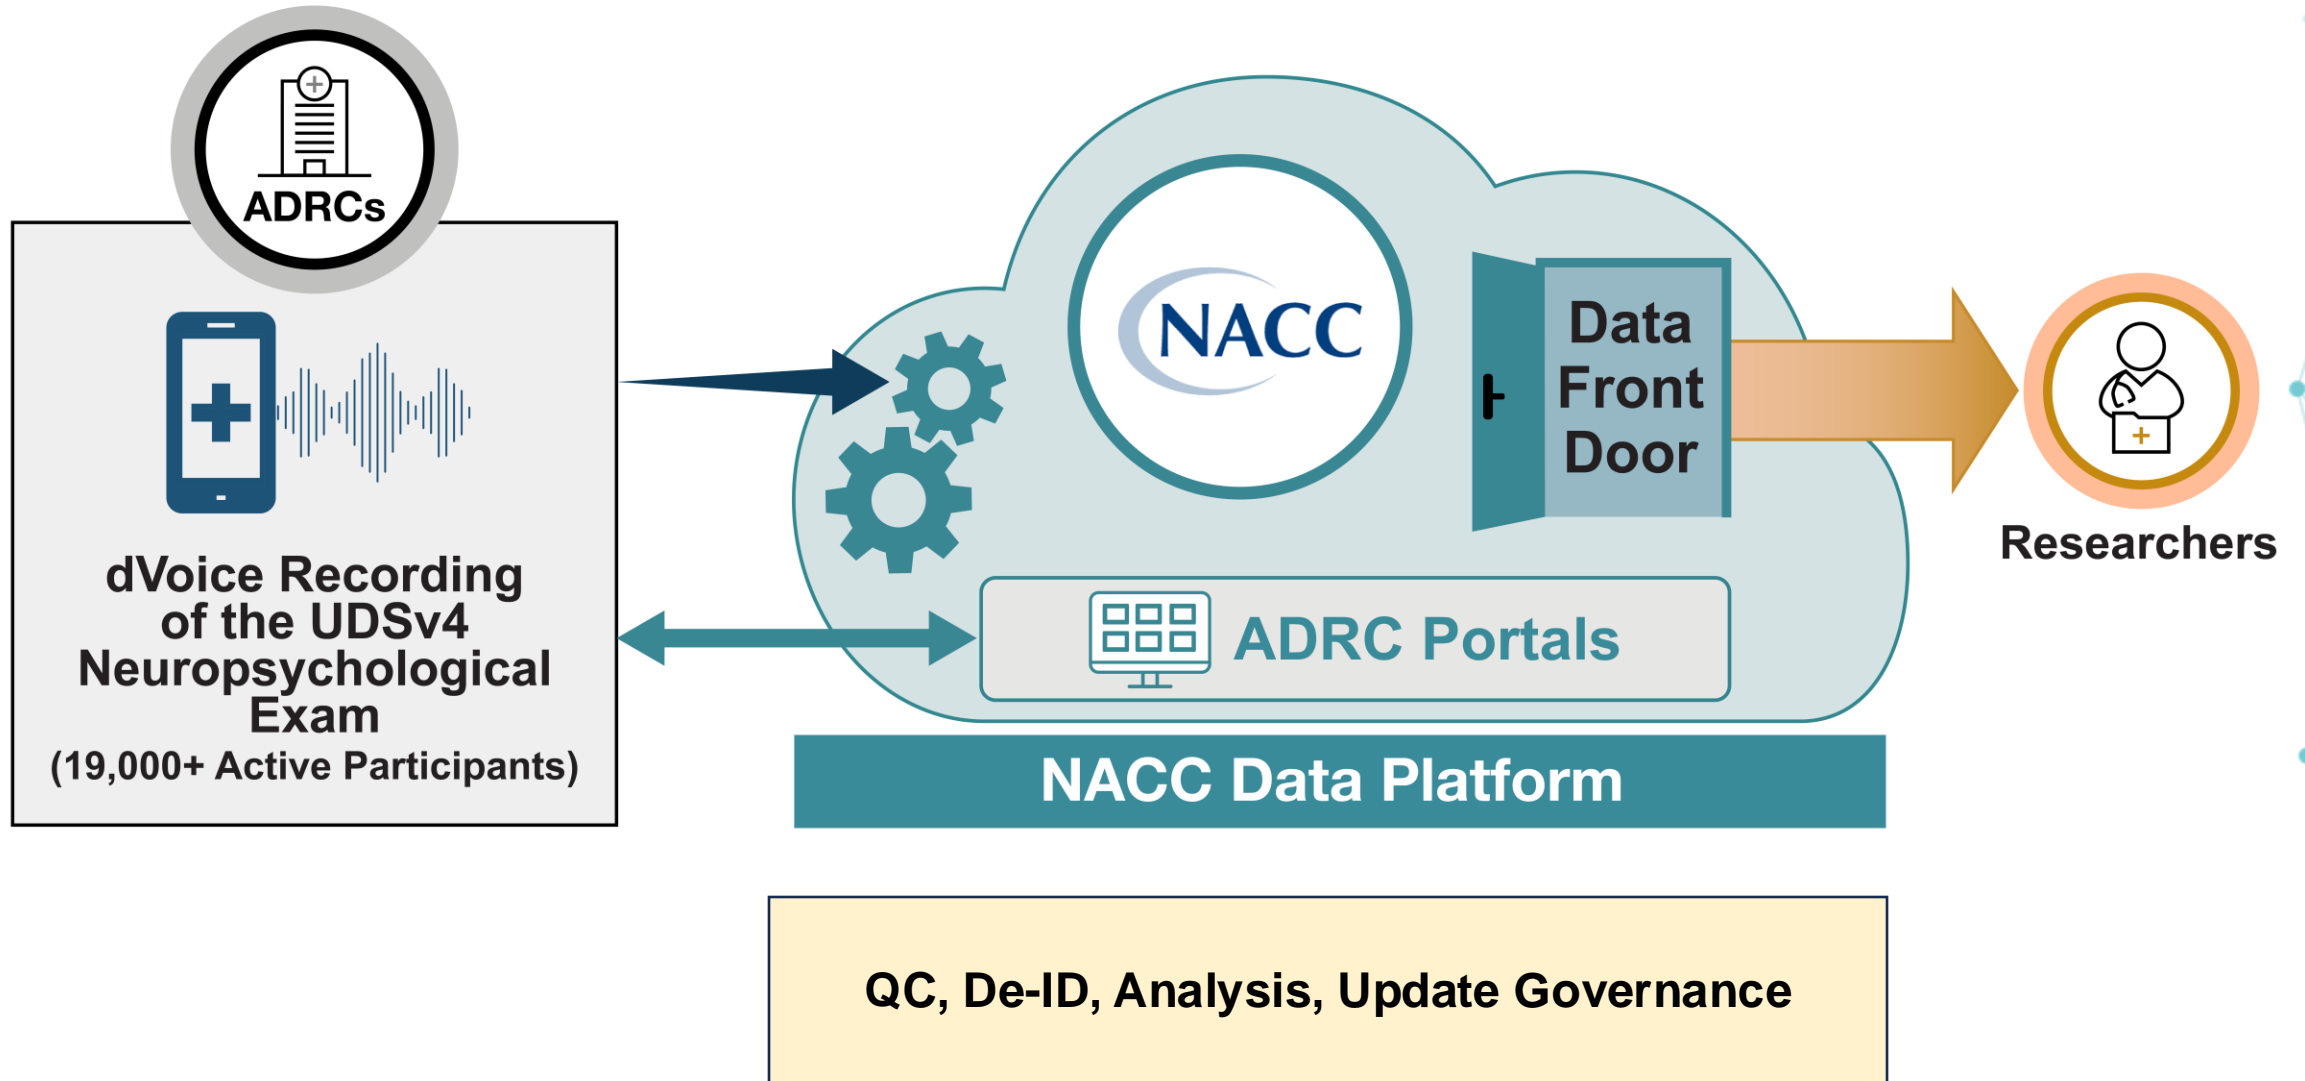 ADRCs
dVoice Recording
of the UDSv4
Neuropsychological
Exam
(19,000+ Active Participants)
NACC
Data
Front
Door
ADRC Portals
NACC Data Platform
Researchers
QC, De-ID, Analysis, Update Governance